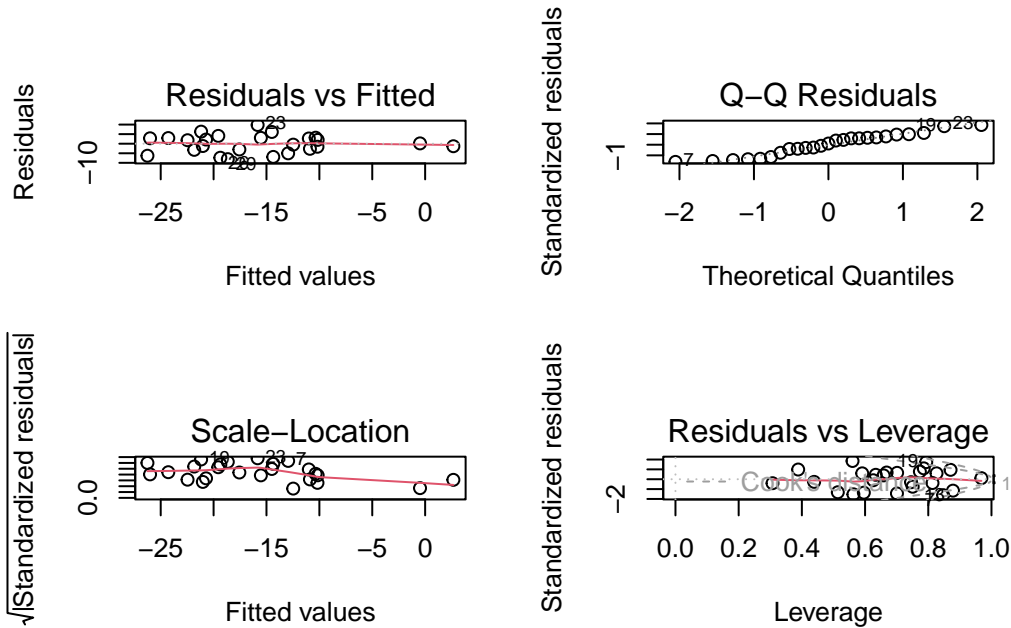 Residuals vs Fitted
Residuals
−10
23
−25
−15
−5
0
Fitted values
Q−Q Residuals
Standardized residuals
−1
7
19
23
−2
−1
0
1
2
Theoretical Quantiles
Scale−Location
√|Standardized residuals|
0.0
19
23
7
−25
−15
−5
0
Fitted values
Residuals vs Leverage
Standardized residuals
−2
Cook's distance
19
1
0.0
0.2
0.4
0.6
0.8
1.0
Leverage